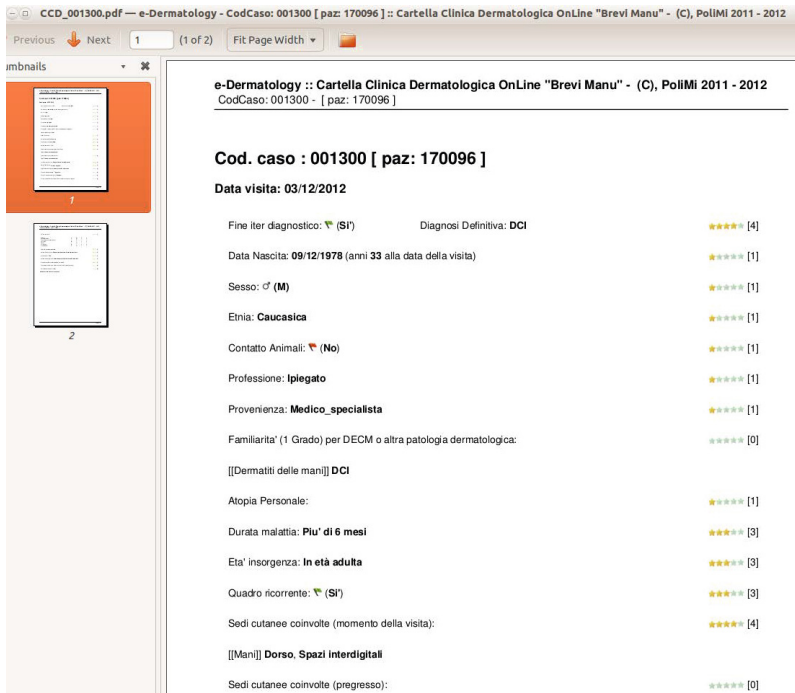 CCD_001300.pdf — e-Dermatology - CodCaso: 001300 [ paz: 170096 ] :: Cartella Clinica Dermatologica OnLine "Brevi Manu" - (C), PoliMi 2011 - 2012
Previous Next 1 (1 of 2) Fit Page Width
umbnails
1
2
e-Dermatology :: Cartella Clinica Dermatologica OnLine "Brevi Manu" - (C), PoliMi 2011 - 2012
CodCaso: 001300 - [ paz: 170096 ]
Cod. caso : 001300 [ paz: 170096 ]
Data visita: 03/12/2012
Fine iter diagnostico: (Si') Diagnosi Definitiva: DCI [4]
Data Nascita: 09/12/1978 (anni 33 alla data della visita) [1]
Sesso: ♂ (M) [1]
Etnia: Caucasica [1]
Contatto Animali: (No) [1]
Professione: Ipiegato [1]
Provenienza: Medico_specialista [1]
Familiarita' (1 Grado) per DECM o altra patologia dermatologica: [0]
[[Dermatiti delle mani]] DCI
Atopia Personale: [1]
Durata malattia: Piu' di 6 mesi [3]
Eta' insorgenza: In età adulta [3]
Quadro ricorrente: (Si') [3]
Sedi cutanee coinvolte (momento della visita): [4]
[[Mani]] Dorso, Spazi interdigitali
Sedi cutanee coinvolte (pregresso): [0]